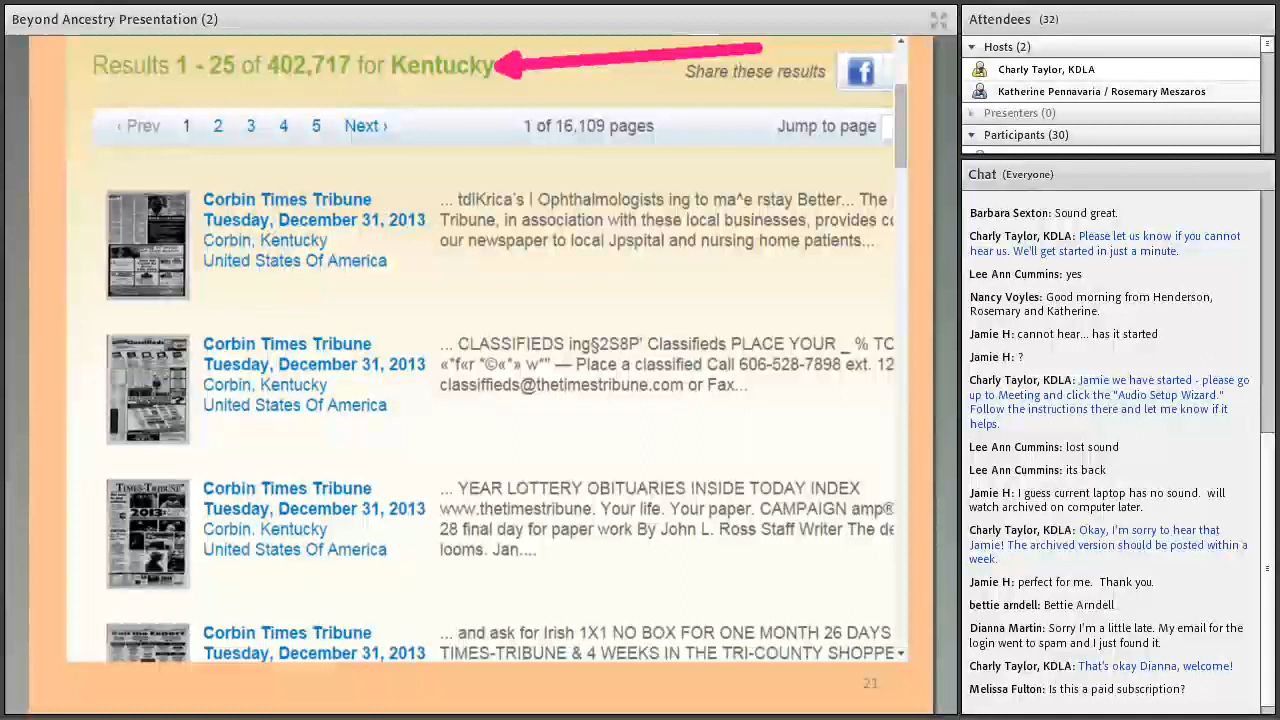 Beyond Ancestry Presentation (2)
Results 1 - 25 of 402,717 for Kentucky
Share these results
‹ Prev 1 2 3 4 5 Next › 1 of 16,109 pages Jump to page
Corbin Times Tribune
Tuesday, December 31, 2013
Corbin, Kentucky
United States Of America
... tdlKrica's l Ophthalmologists ing to ma^e rstay Better... The
Tribune, in association with these local businesses, provides co
our newspaper to local Jpspital and nursing home patients...
Corbin Times Tribune
Tuesday, December 31, 2013
Corbin, Kentucky
United States Of America
... CLASSIFIEDS ing§2S8P' Classifieds PLACE YOUR _ % TO
«°f«r °©«°» w°" — Place a classified Call 606-528-7898 ext. 12
classiffieds@thetimestribune.com or Fax...
TIMES-TRIBUNE
2013
Corbin Times Tribune
Tuesday, December 31, 2013
Corbin, Kentucky
United States Of America
... YEAR LOTTERY OBITUARIES INSIDE TODAY INDEX
www.thetimestribune. Your life. Your paper. CAMPAIGN amp®
28 final day for paper work By John L. Ross Staff Writer The de
looms. Jan....
Corbin Times Tribune
Tuesday, December 31, 2013
... and ask for Irish 1X1 NO BOX FOR ONE MONTH 26 DAYS
TIMES-TRIBUNE & 4 WEEKS IN THE TRI-COUNTY SHOPPE
21
Attendees (32)
Hosts (2)
Charly Taylor, KDLA
Katherine Pennavaria / Rosemary Meszaros
Presenters (0)
Participants (30)
Chat (Everyone)
Barbara Sexton: Sound great.
Charly Taylor, KDLA: Please let us know if you cannot
hear us. We'll get started in just a minute.
Lee Ann Cummins: yes
Nancy Voyles: Good morning from Henderson,
Rosemary and Katherine.
Jamie H: cannot hear... has it started
Jamie H: ?
Charly Taylor, KDLA: Jamie we have started - please go
up to Meeting and click the "Audio Setup Wizard."
Follow the instructions there and let me know if it
helps.
Lee Ann Cummins: lost sound
Lee Ann Cummins: its back
Jamie H: I guess current laptop has no sound. will
watch archived on computer later.
Charly Taylor, KDLA: Okay, I'm sorry to hear that
Jamie! The archived version should be posted within a
week.
Jamie H: perfect for me. Thank you.
bettie arndell: Bettie Arndell
Dianna Martin: Sorry I'm a little late. My email for the
login went to spam and I just found it.
Charly Taylor, KDLA: That's okay Dianna, welcome!
Melissa Fulton: Is this a paid subscription?